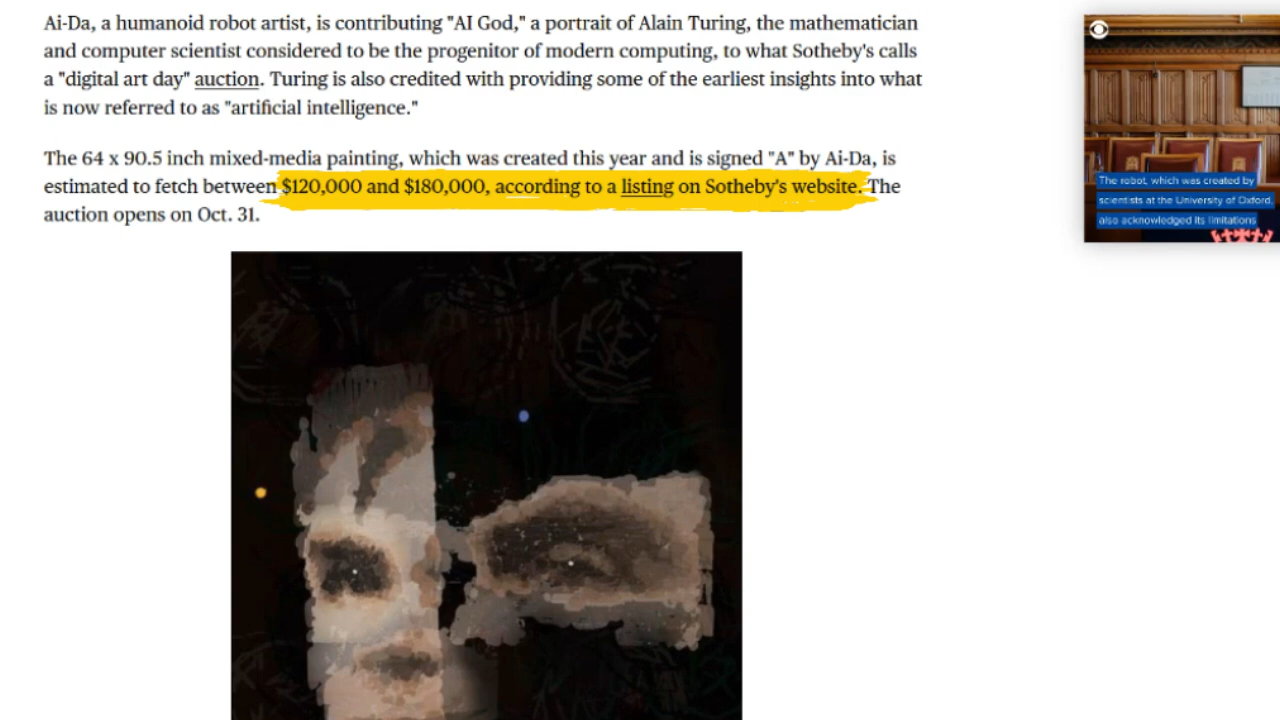 Ai-Da, a humanoid robot artist, is contributing "AI God," a portrait of Alain Turing, the mathematician
and computer scientist considered to be the progenitor of modern computing, to what Sotheby's calls
a "digital art day" auction. Turing is also credited with providing some of the earliest insights into what
is now referred to as "artificial intelligence."
The 64 x 90.5 inch mixed-media painting, which was created this year and is signed "A" by Ai-Da, is
estimated to fetch between $120,000 and $180,000, according to a listing on Sotheby's website. The
auction opens on Oct. 31.
The robot, which was created by
scientists at the University of Oxford,
also acknowledged its limitations